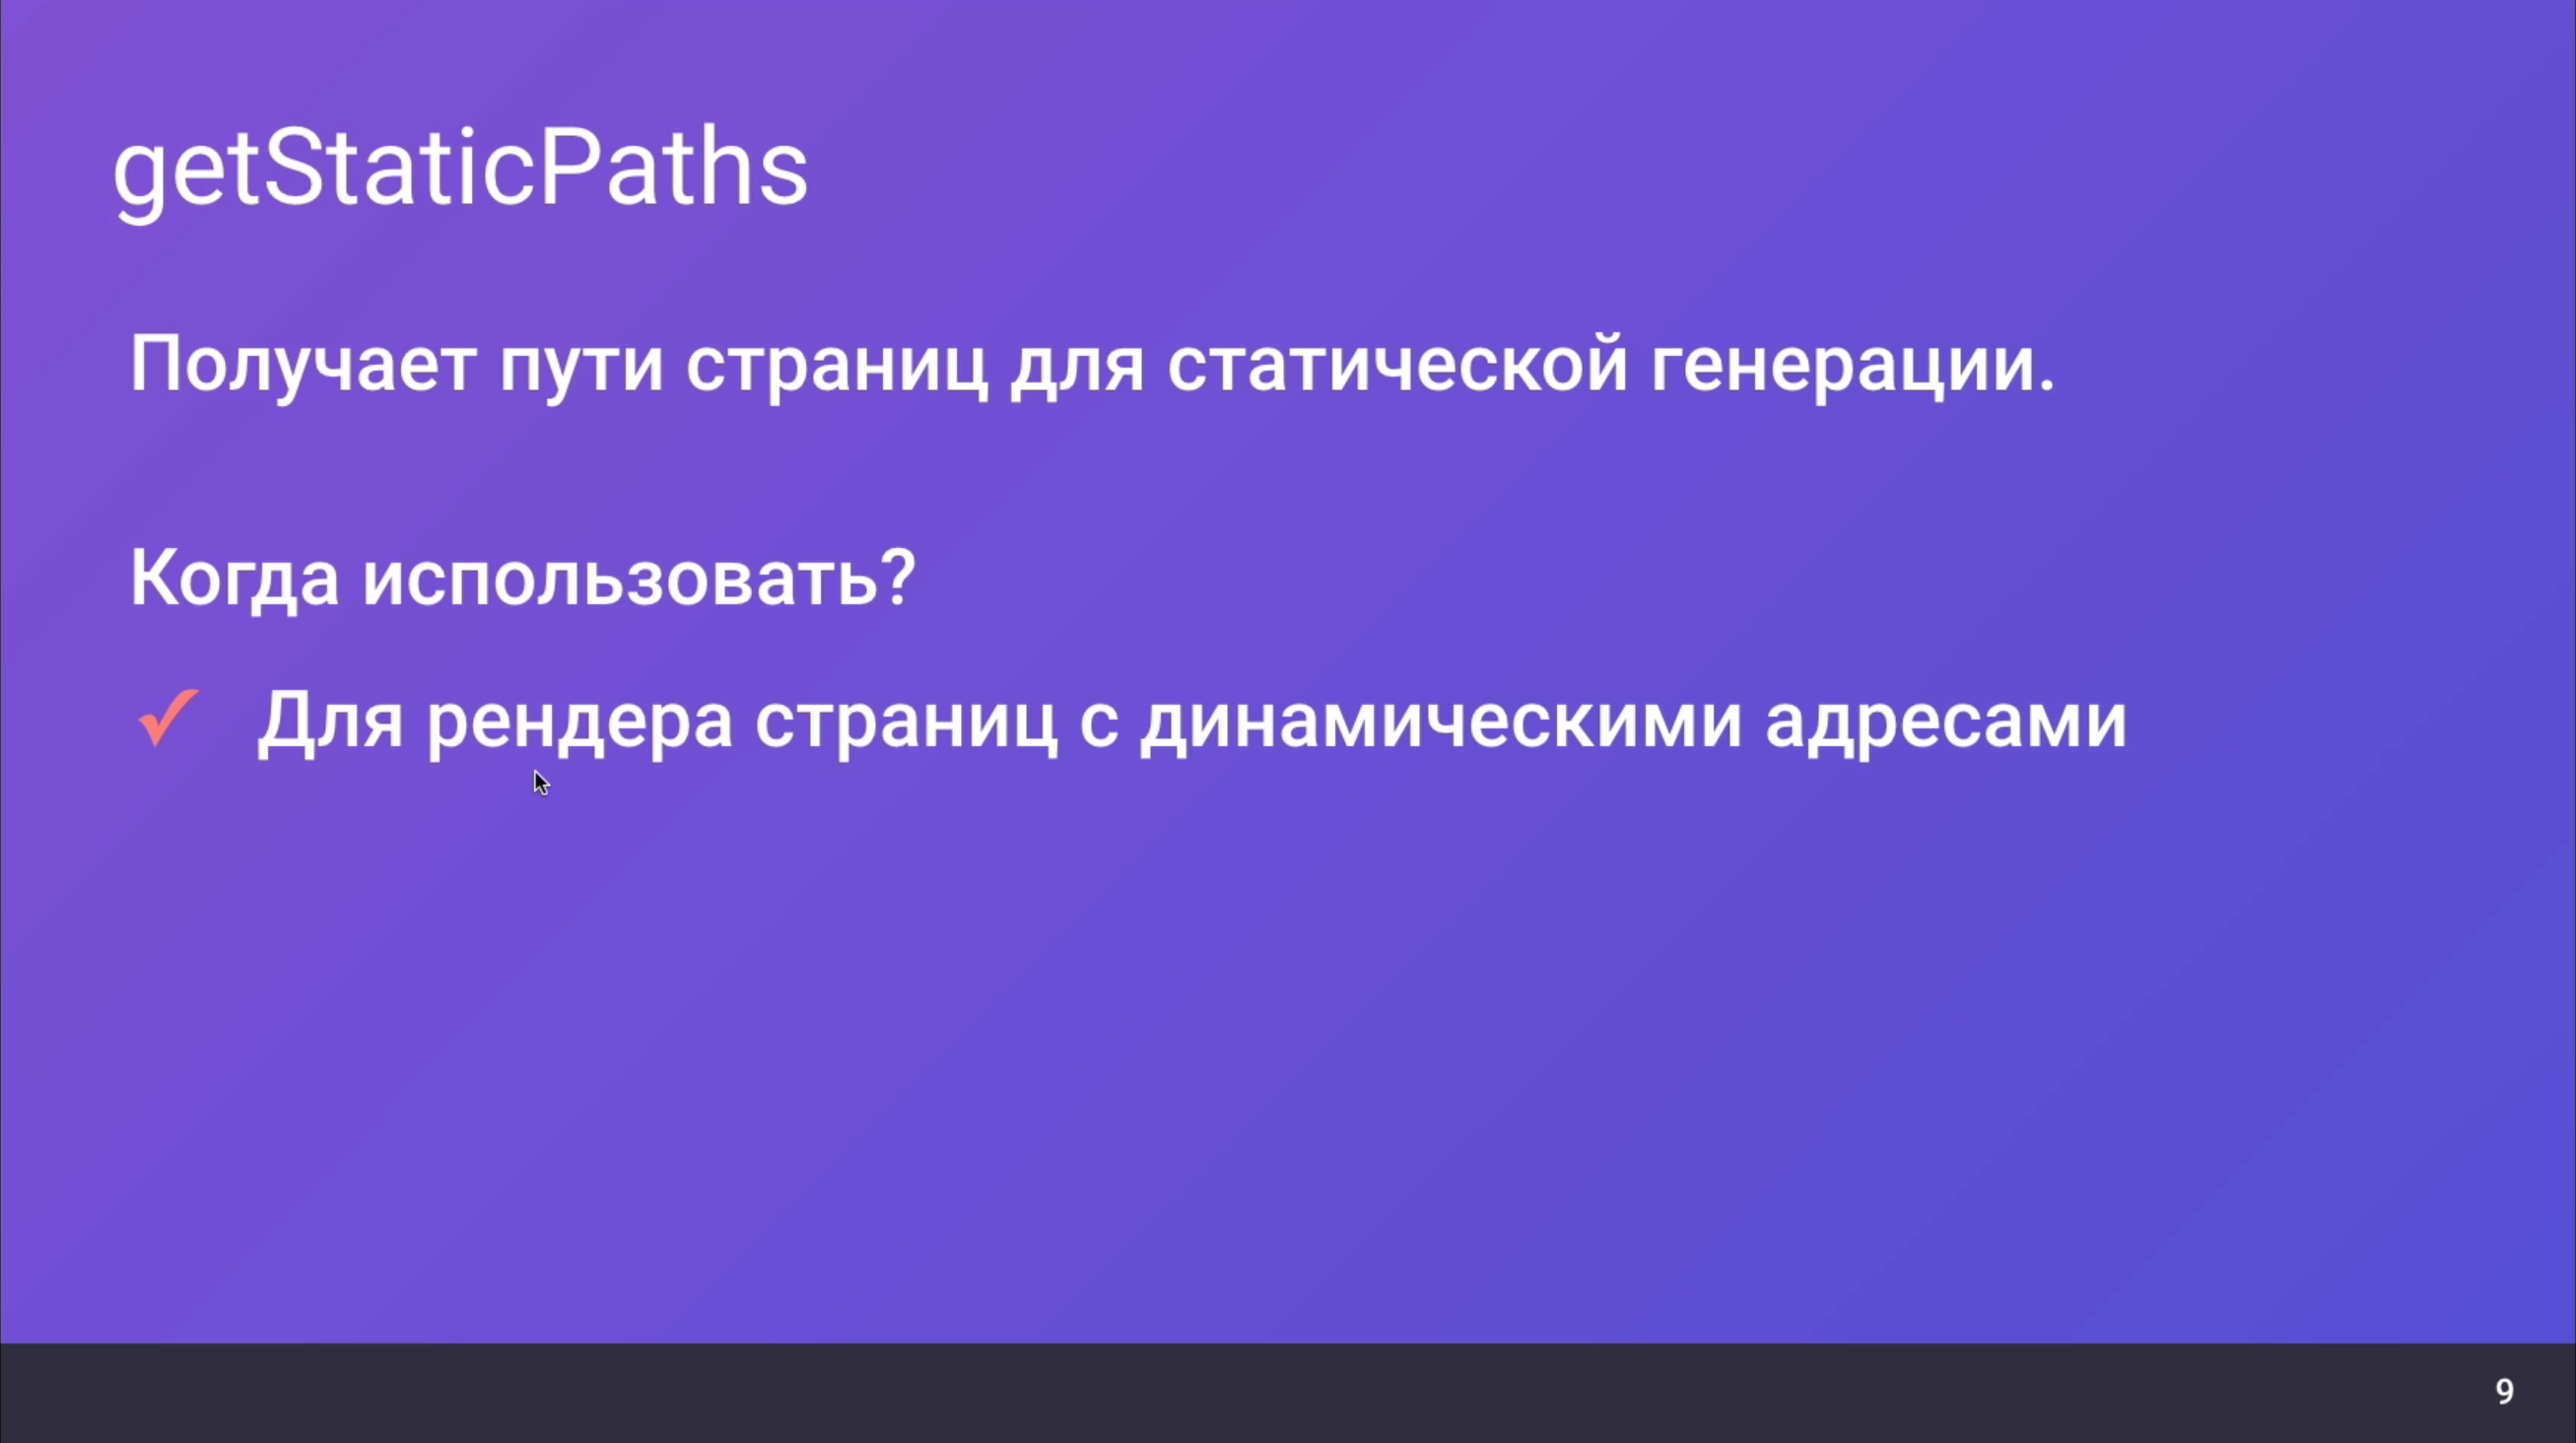 getStaticPaths
Получает пути страниц для статической генерации.
Когда использовать?
Для рендера страниц с динамическими адресами
9